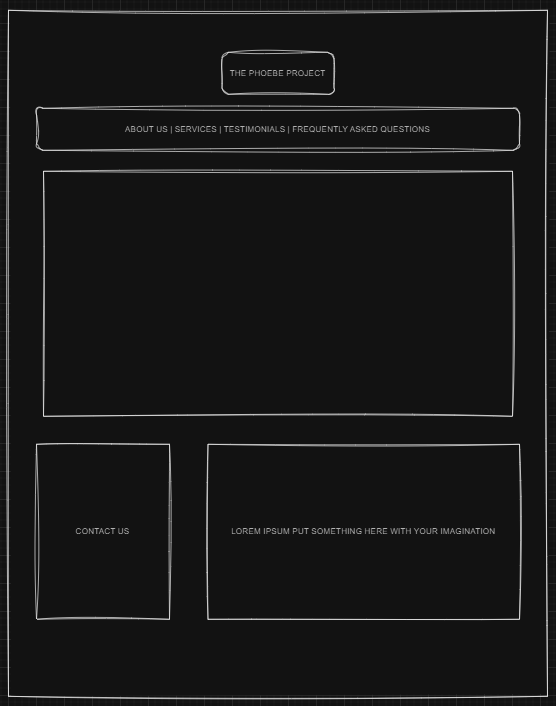 THE PHOEBE PROJECT
ABOUT US | SERVICES | TESTIMONIALS | FREQUENTLY ASKED QUESTIONS
CONTACT US
LOREM IPSUM PUT SOMETHING HERE WITH YOUR IMAGINATION